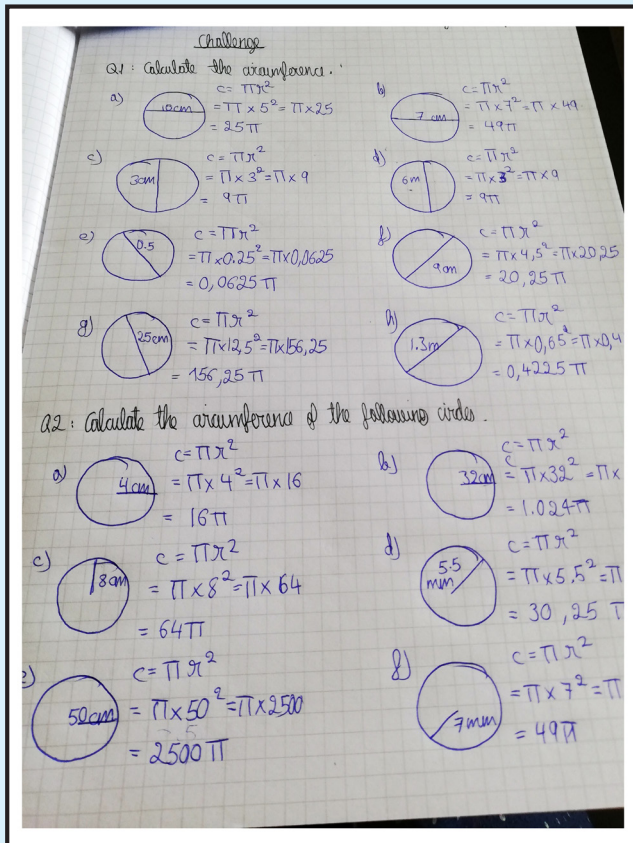 Challenge
Q1: Calculate the circumference.
a) 10cm c = πr²
= π × 5² = π × 25
= 25π
b) 7 cm c = πr²
= π × 7² = π × 49
= 49π
c) 3cm c = πr²
= π × 3² = π × 9
= 9π
d) 6m c = πr²
= π × 3² = π × 9
= 9π
e) 0.5 c = πr²
= π × 0.25² = π × 0,0625
= 0,0625 π
f) 9cm c = πr²
= π × 4,5² = π × 20,25
= 20,25π
g) 25cm c = πr²
= π × 12,5² = π × 156,25
= 156,25 π
h) 1.3m c = πr²
= π × 0,65² = π × 0,4
= 0,4225 π
Q2: Calculate the circumference of the following circles.
a) 4cm c = πr²
= π × 4² = π × 16
= 16π
b) 32cm c = πr²
= π × 32² = π ×
= 1.024π
c) 8cm c = πr²
= π × 8² = π × 64
= 64π
d) 5.5 mm c = πr²
= π × 5.5² = π
= 30,25
e) 50cm c = πr²
= π × 50² = π × 2500
= 2500 π
f) 7mm c = πr²
= π × 7² = π
= 49π